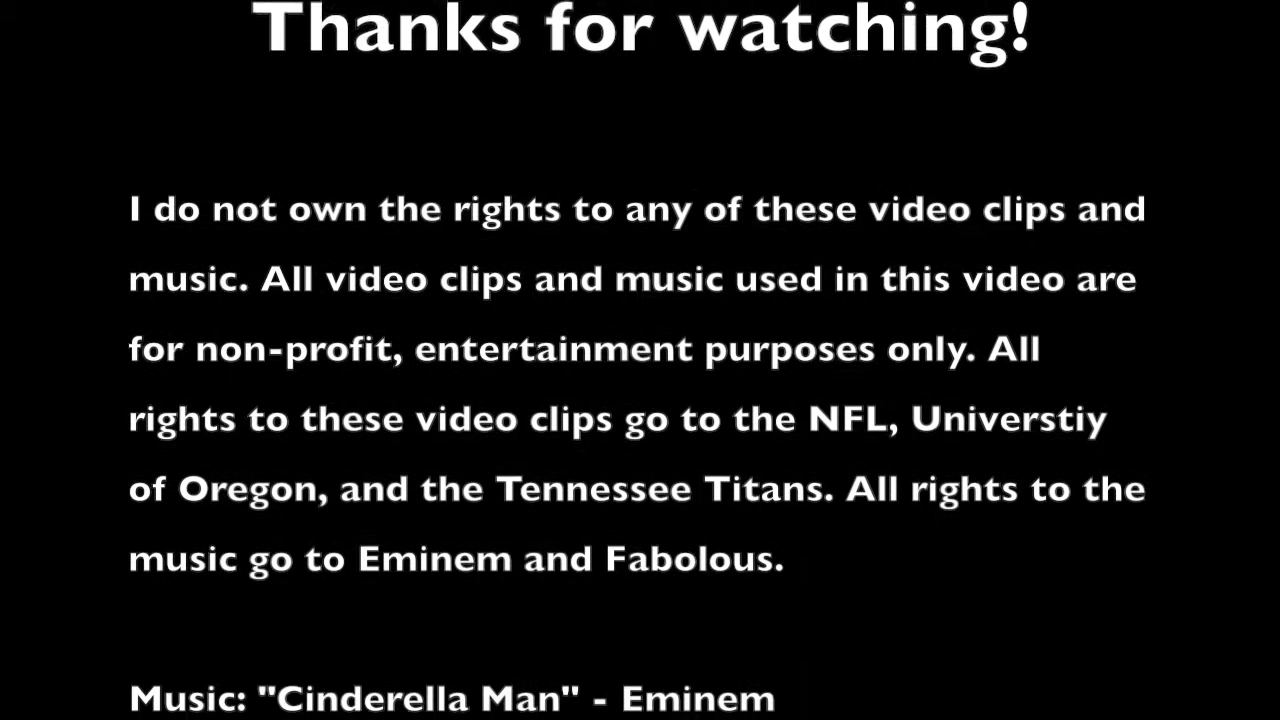 Thanks for watching!
I do not own the rights to any of these video clips and
music. All video clips and music used in this video are
for non-profit, entertainment purposes only. All
rights to these video clips go to the NFL, Universtiy
of Oregon, and the Tennessee Titans. All rights to the
music go to Eminem and Fabolous.
Music: "Cinderella Man" - Eminem